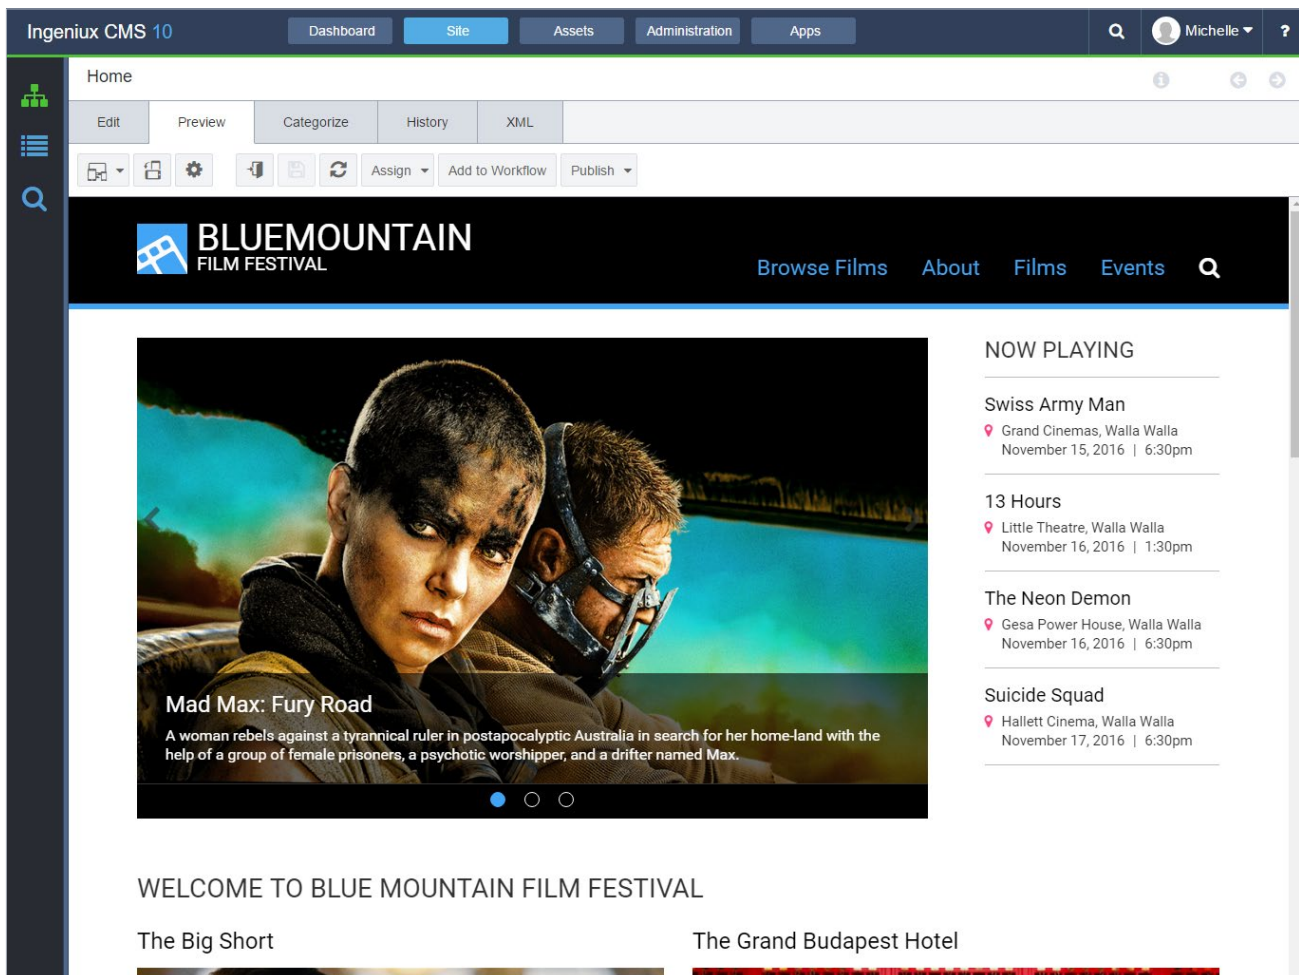 Ingeniux CMS 10
Dashboard
Site
Assets
Administration
Apps
Michelle
?
Home
Edit
Preview
Categorize
History
XML
Assign
Add to Workflow
Publish
BLUEMOUNTAIN
FILM FESTIVAL
Browse Films
About
Films
Events
Mad Max: Fury Road
A woman rebels against a tyrannical ruler in postapocalyptic Australia in search for her home-land with the
help of a group of female prisoners, a psychotic worshipper, and a drifter named Max.
NOW PLAYING
Swiss Army Man
Grand Cinemas, Walla Walla
November 15, 2016 | 6:30pm
13 Hours
Little Theatre, Walla Walla
November 16, 2016 | 1:30pm
The Neon Demon
Gesa Power House, Walla Walla
November 16, 2016 | 6:30pm
Suicide Squad
Hallett Cinema, Walla Walla
November 17, 2016 | 6:30pm
WELCOME TO BLUE MOUNTAIN FILM FESTIVAL
The Big Short
The Grand Budapest Hotel